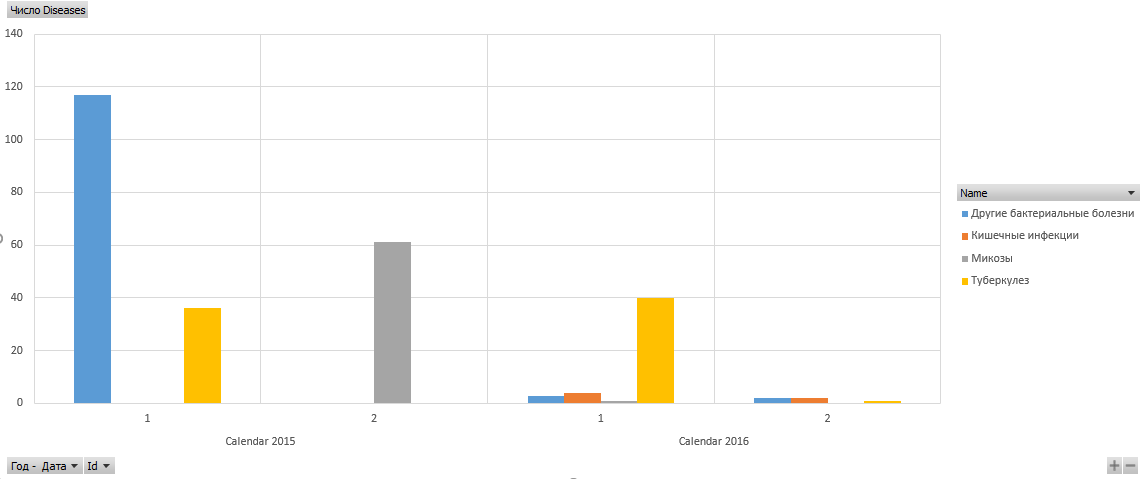 Число Diseases
140
120
100
80
60
40
20
0
1
2
1
2
Calendar 2015
Calendar 2016
Name
Другие бактериальные болезни
Кишечные инфекции
Микозы
Туберкулез
Год - Дата
Id